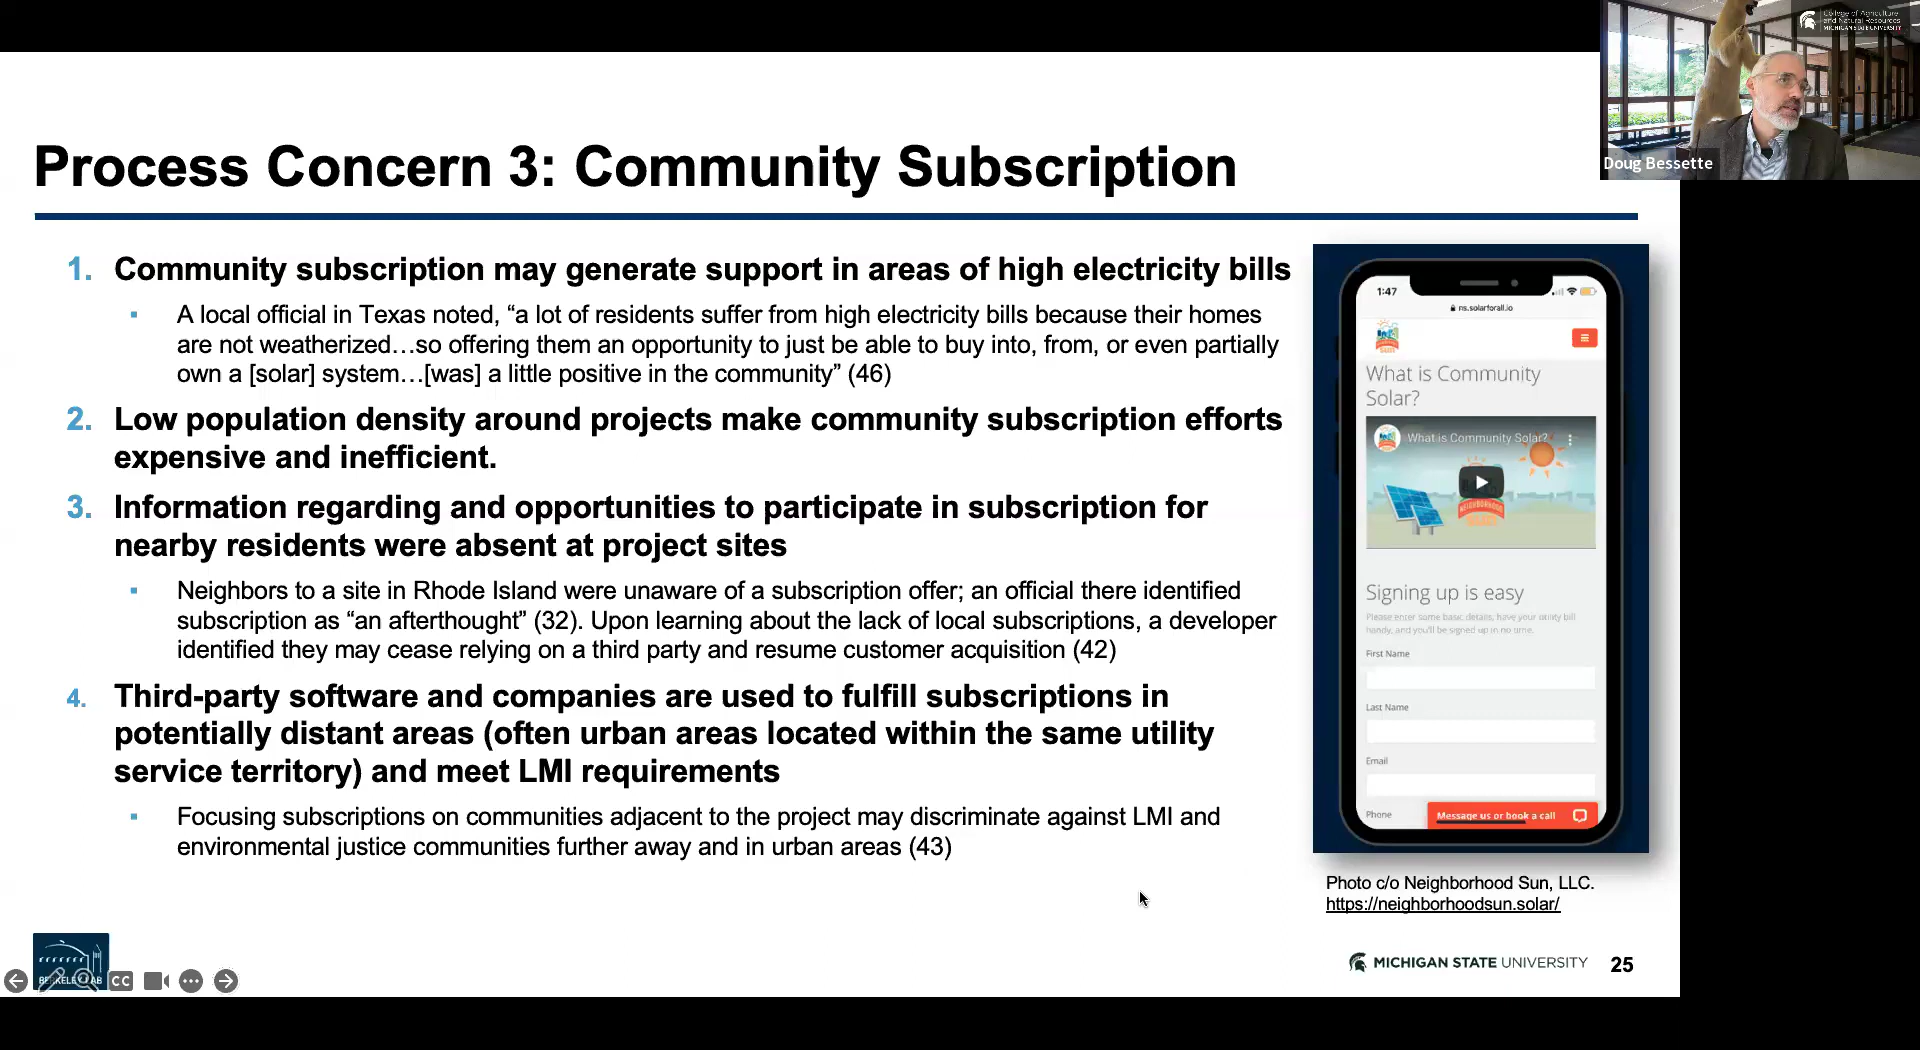 College of Agriculture
and Natural Resources
MICHIGAN STATE UNIVERSITY
Doug Bessette
Process Concern 3: Community Subscription
1. Community subscription may generate support in areas of high electricity bills
▪ A local official in Texas noted, “a lot of residents suffer from high electricity bills because their homes
are not weatherized…so offering them an opportunity to just be able to buy into, from, or even partially
own a [solar] system…[was] a little positive in the community” (46)
2. Low population density around projects make community subscription efforts
expensive and inefficient.
3. Information regarding and opportunities to participate in subscription for
nearby residents were absent at project sites
▪ Neighbors to a site in Rhode Island were unaware of a subscription offer; an official there identified
subscription as “an afterthought” (32). Upon learning about the lack of local subscriptions, a developer
identified they may cease relying on a third party and resume customer acquisition (42)
4. Third-party software and companies are used to fulfill subscriptions in
potentially distant areas (often urban areas located within the same utility
service territory) and meet LMI requirements
▪ Focusing subscriptions on communities adjacent to the project may discriminate against LMI and
environmental justice communities further away and in urban areas (43)
1:47
ns.solarforall.io
What is Community
Solar?
What is Community Solar?
NEIGHBORHOOD
Signing up is easy
Please enter some basic details, have your utility bill
handy, and you'll be signed up in no time.
First Name
Last Name
Email
Phone
Message us or book a call
Photo c/o Neighborhood Sun, LLC.
https://neighborhoodsun.solar/
BERKELEY LAB
CC
MICHIGAN STATE UNIVERSITY
25